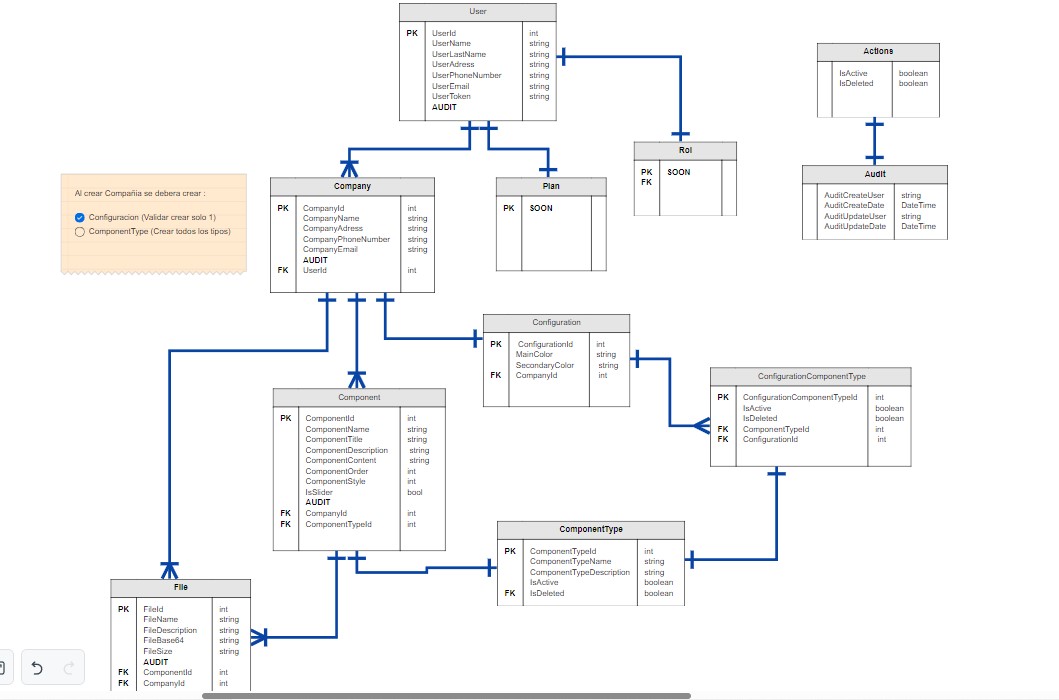 User
PK UserId int
UserName string
UserLastName string
UserAdress string
UserPhoneNumber string
UserEmail string
UserToken string
AUDIT
Actions
IsActive boolean
IsDeleted boolean
Rol
PK SOON
FK
Audit
AuditCreateUser string
AuditCreateDate DateTime
AuditUpdateUser string
AuditUpdateDate DateTime
Al crear Compañia se debera crear :
Configuracion (Validar crear solo 1)
ComponentType (Crear todos los tipos)
Company
PK CompanyId int
CompanyName string
CompanyAdress string
CompanyPhoneNumber string
CompanyEmail string
AUDIT
FK UserId int
Plan
PK SOON
Configuration
PK ConfigurationId int
MainColor string
SecondaryColor string
FK CompanyId int
ConfigurationComponentType
PK ConfigurationComponentTypeId int
IsActive boolean
IsDeleted boolean
FK ComponentTypeId int
FK ConfigurationId int
Component
PK ComponentId int
ComponentName string
ComponentTitle string
ComponentDescription string
ComponentContent string
ComponentOrder int
ComponentStyle int
IsSlider bool
AUDIT
FK CompanyId int
FK ComponentTypeId int
ComponentType
PK ComponentTypeId int
ComponentTypeName string
ComponentTypeDescription string
IsActive boolean
FK IsDeleted boolean
File
PK FileId int
FileName string
FileDescription string
FileBase64 string
FileSize string
AUDIT
FK ComponentId int
FK CompanyId int